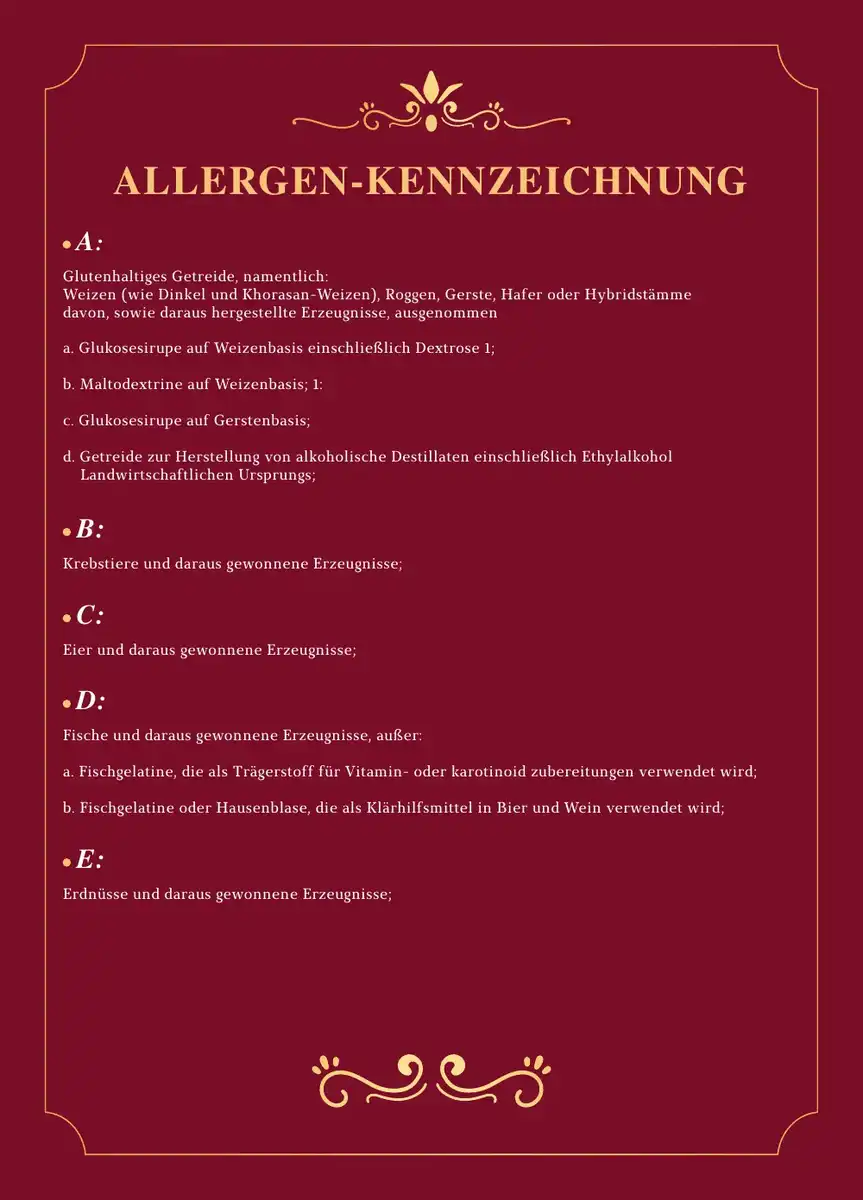 ALLERGEN-KENNZEICHNUNG
• A:
Glutenhaltiges Getreide, namentlich:
Weizen (wie Dinkel und Khorasan-Weizen), Roggen, Gerste, Hafer oder Hybridstämme
davon, sowie daraus hergestellte Erzeugnisse, ausgenommen
a. Glukosesirupe auf Weizenbasis einschließlich Dextrose 1;
b. Maltodextrine auf Weizenbasis; 1:
c. Glukosesirupe auf Gerstenbasis;
d. Getreide zur Herstellung von alkoholische Destillaten einschließlich Ethylalkohol
Landwirtschaftlichen Ursprungs;
• B:
Krebstiere und daraus gewonnene Erzeugnisse;
• C:
Eier und daraus gewonnene Erzeugnisse;
• D:
Fische und daraus gewonnene Erzeugnisse, außer:
a. Fischgelatine, die als Trägerstoff für Vitamin- oder karotinoid zubereitungen verwendet wird;
b. Fischgelatine oder Hausenblase, die als Klärhilfsmittel in Bier und Wein verwendet wird;
• E:
Erdnüsse und daraus gewonnene Erzeugnisse;